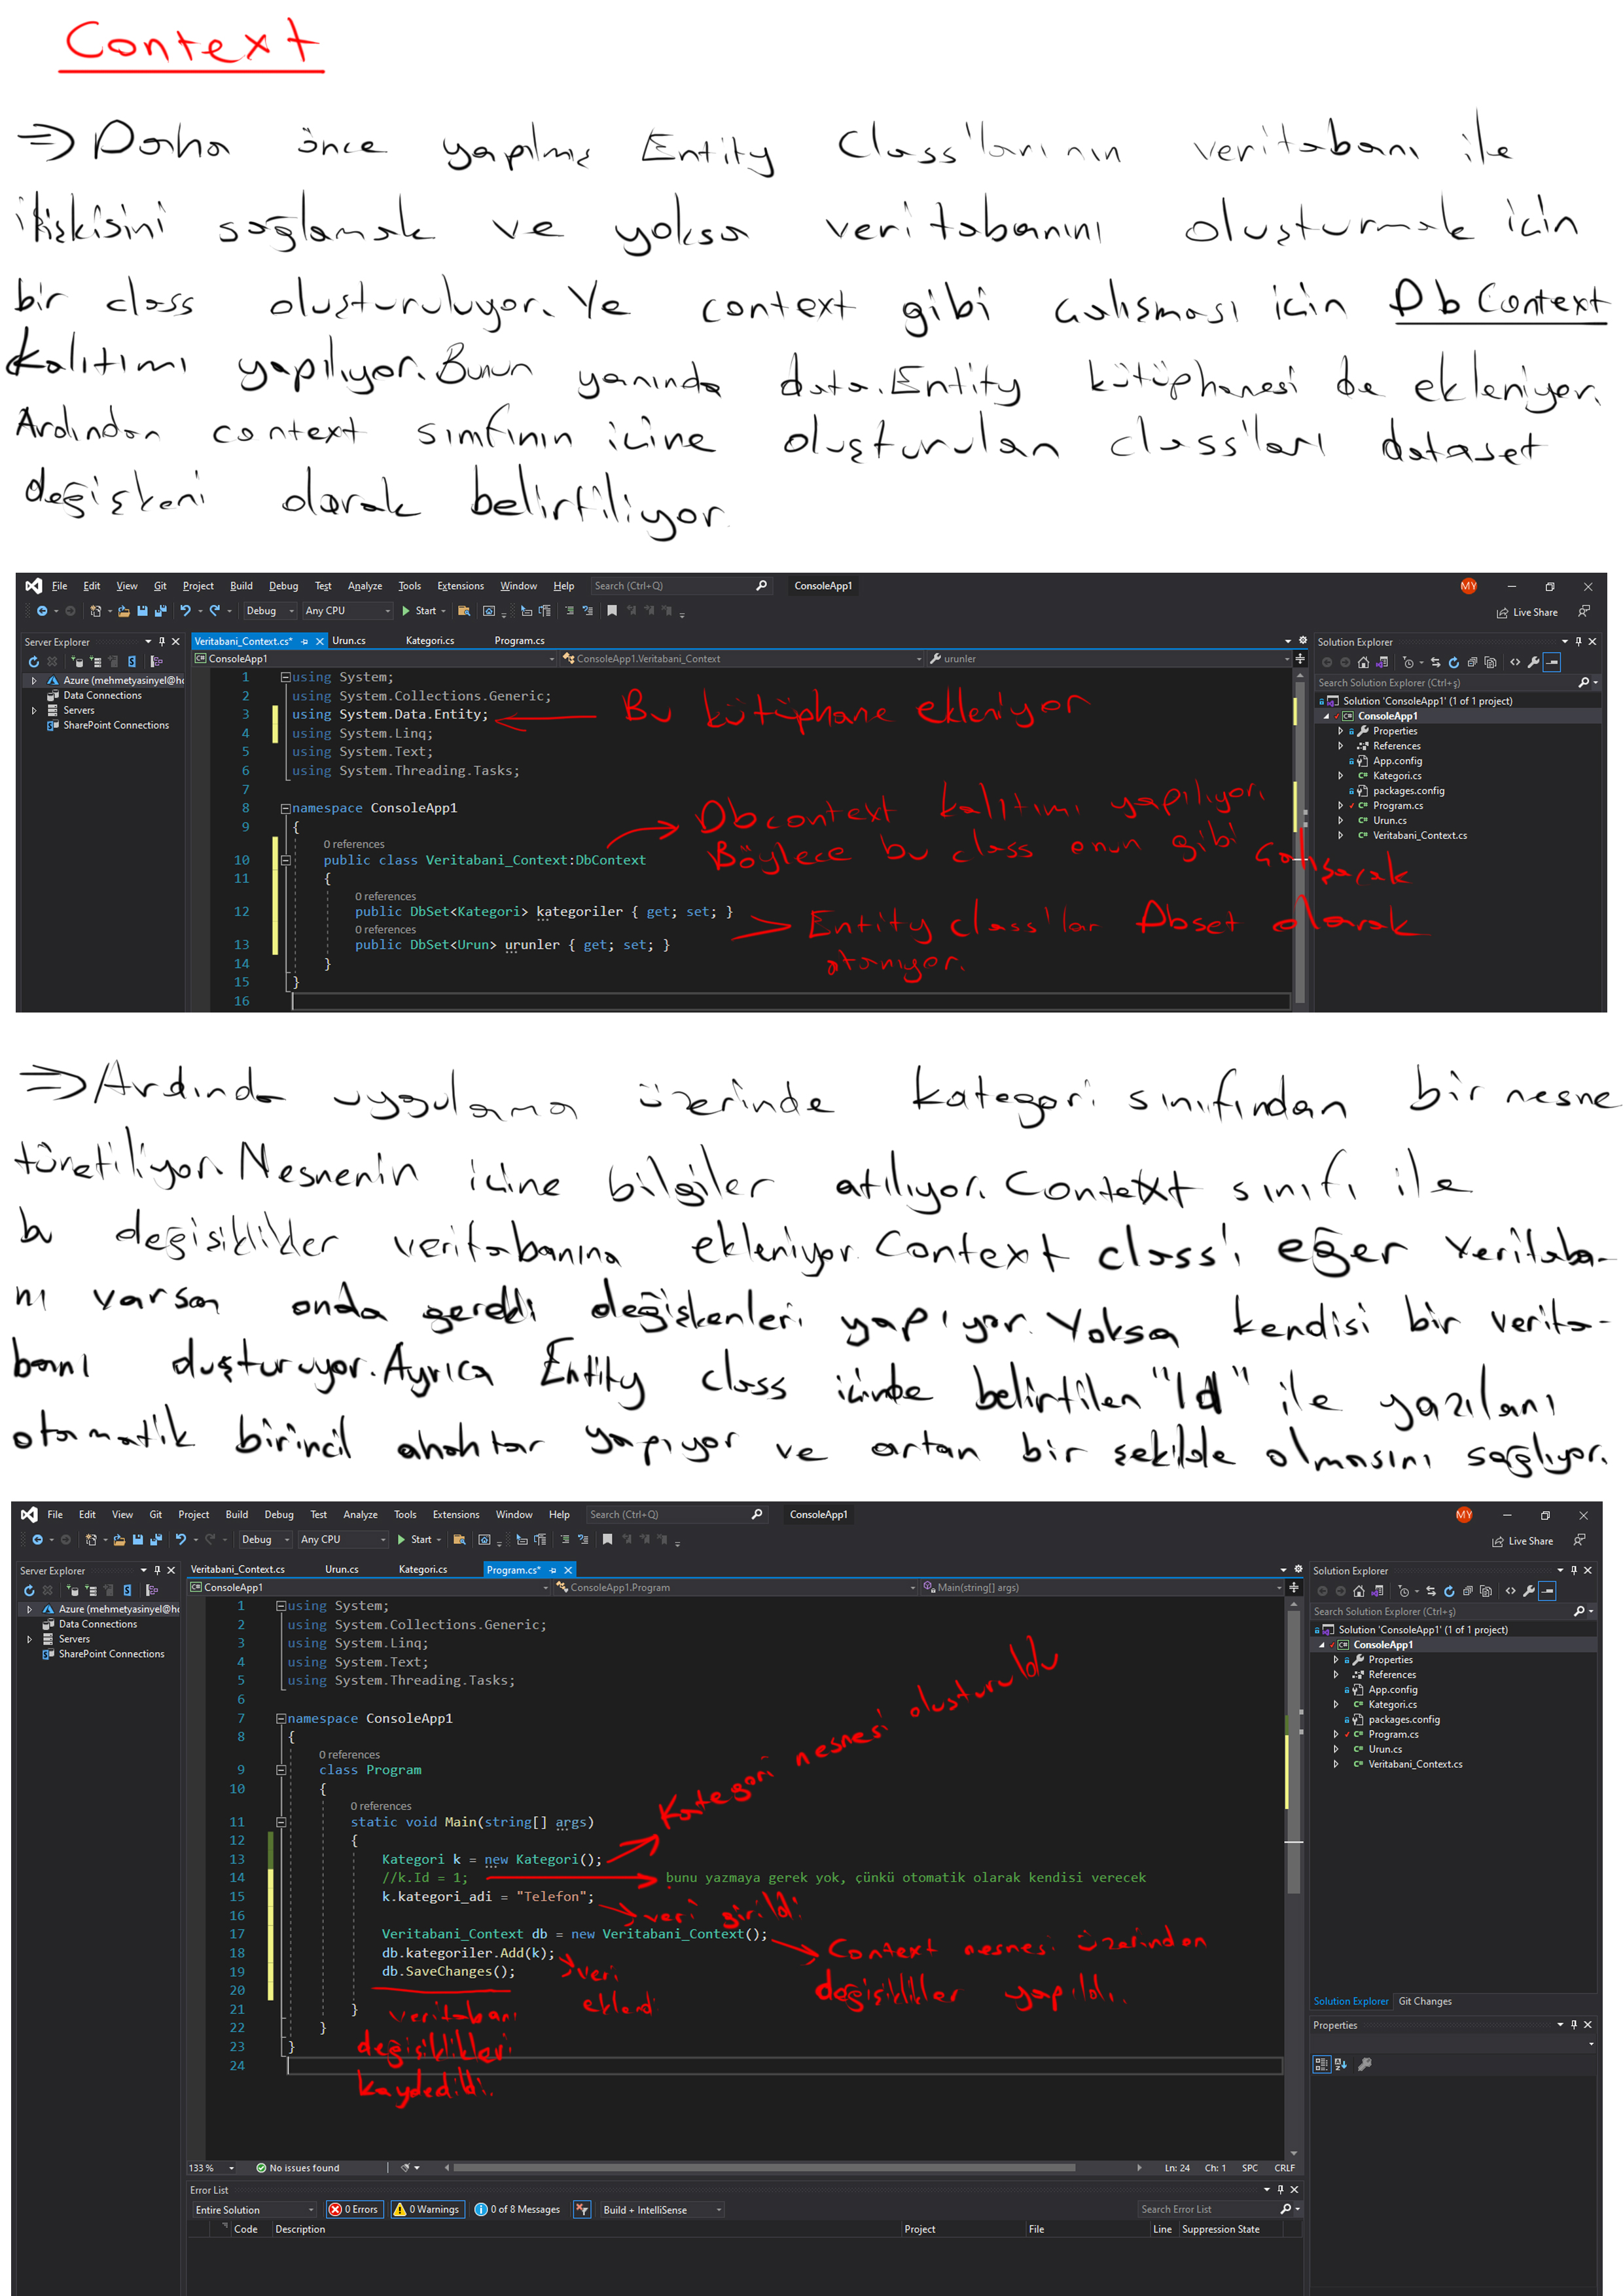 Context
=> Daha önce yapılmış Entity Class'larının veritabanı ile
ilişkisini sağlamak ve yoksa veritabanını oluşturmak için
bir class oluşturuluyor. Ve context gibi çalışması için DbContext
kalıtımı yapılıyor. Bunun yanında data.Entity kütüphanesi de ekleniyor.
Ardından context sınıfının içine oluşturulan class'ları dataset
değişkeni olarak belirtiliyor.
File Edit View Git Project Build Debug Test Analyze Tools Extensions Window Help Search (Ctrl+Q) ConsoleApp1 MY
Debug Any CPU Start Live Share
Server Explorer Veritabani_Context.cs* Urun.cs Kategori.cs Program.cs Solution Explorer
ConsoleApp1 ConsoleApp1.Veritabani_Context urunler
Search Solution Explorer (Ctrl+ş)
Azure (mehmetyasinyel@hc
Data Connections
Servers
SharePoint Connections
1 using System;
2 using System.Collections.Generic;
3 using System.Data.Entity; Bu kütüphane ekleniyor
4 using System.Linq;
5 using System.Text;
6 using System.Threading.Tasks;
7
8 namespace ConsoleApp1
9 {
0 references
10 public class Veritabani_Context:DbContext
Dbcontext kalıtımı yapılıyor.
Böylece bu class onun gibi çalışacak
11 {
0 references
12 public DbSet<Kategori> kategoriler { get; set; }
0 references
13 public DbSet<Urun> urunler { get; set; }
Entity class'lar Dbset olarak
atanıyor.
14 }
15 }
16
Solution 'ConsoleApp1' (1 of 1 project)
ConsoleApp1
Properties
References
App.config
Kategori.cs
packages.config
Program.cs
Urun.cs
Veritabani_Context.cs
=> Ardında uygulama üzerinde kategori sınıfından bir nesne
türetiliyor. Nesnenin içine bilgiler atılıyor. Context sınıfı ile
bu değişiklikler veritabanına ekleniyor. Context class'ı eğer veritaba-
nı varsa onda gerekli değişkenleri yapıyor. Yoksa kendisi bir verita-
banı oluşturuyor. Ayrıca Entity class içinde belirtilen "Id" ile yazılanı
otomatik birincil anahtar yapıyor ve artan bir şekilde olmasını sağlıyor.
File Edit View Git Project Build Debug Test Analyze Tools Extensions Window Help Search (Ctrl+Q) ConsoleApp1 MY
Debug Any CPU Start Live Share
Server Explorer Veritabani_Context.cs Urun.cs Kategori.cs Program.cs* Solution Explorer
ConsoleApp1 ConsoleApp1.Program Main(string[] args)
Search Solution Explorer (Ctrl+ş)
Azure (mehmetyasinyel@hc
Data Connections
Servers
SharePoint Connections
1 using System;
2 using System.Collections.Generic;
3 using System.Linq;
4 using System.Text;
5 using System.Threading.Tasks;
6
7 namespace ConsoleApp1
8 {
0 references
9 class Program
10 {
0 references
11 static void Main(string[] args)
12 {
13 Kategori k = new Kategori();
Kategori nesnesi oluşturuldu
14 //k.Id = 1; bunu yazmaya gerek yok, çünkü otomatik olarak kendisi verecek
15 k.kategori_adi = "Telefon";
16 veri girildi
17 Veritabani_Context db = new Veritabani_Context();
18 db.kategoriler.Add(k);
Context nesnesi üzerinden
değişiklikler yapıldı.
19 db.SaveChanges();
veri
eklendi
20
veritabanı
değişiklikleri
kaydedildi.
21 }
22 }
23 }
24
Solution 'ConsoleApp1' (1 of 1 project)
ConsoleApp1
Properties
References
App.config
Kategori.cs
packages.config
Program.cs
Urun.cs
Veritabani_Context.cs
Solution Explorer Git Changes
Properties
133 % No issues found Ln: 24 Ch: 1 SPC CRLF
Error List
Entire Solution 0 Errors 0 Warnings 0 of 8 Messages Build + IntelliSense Search Error List
Code Description Project File Line Suppression State